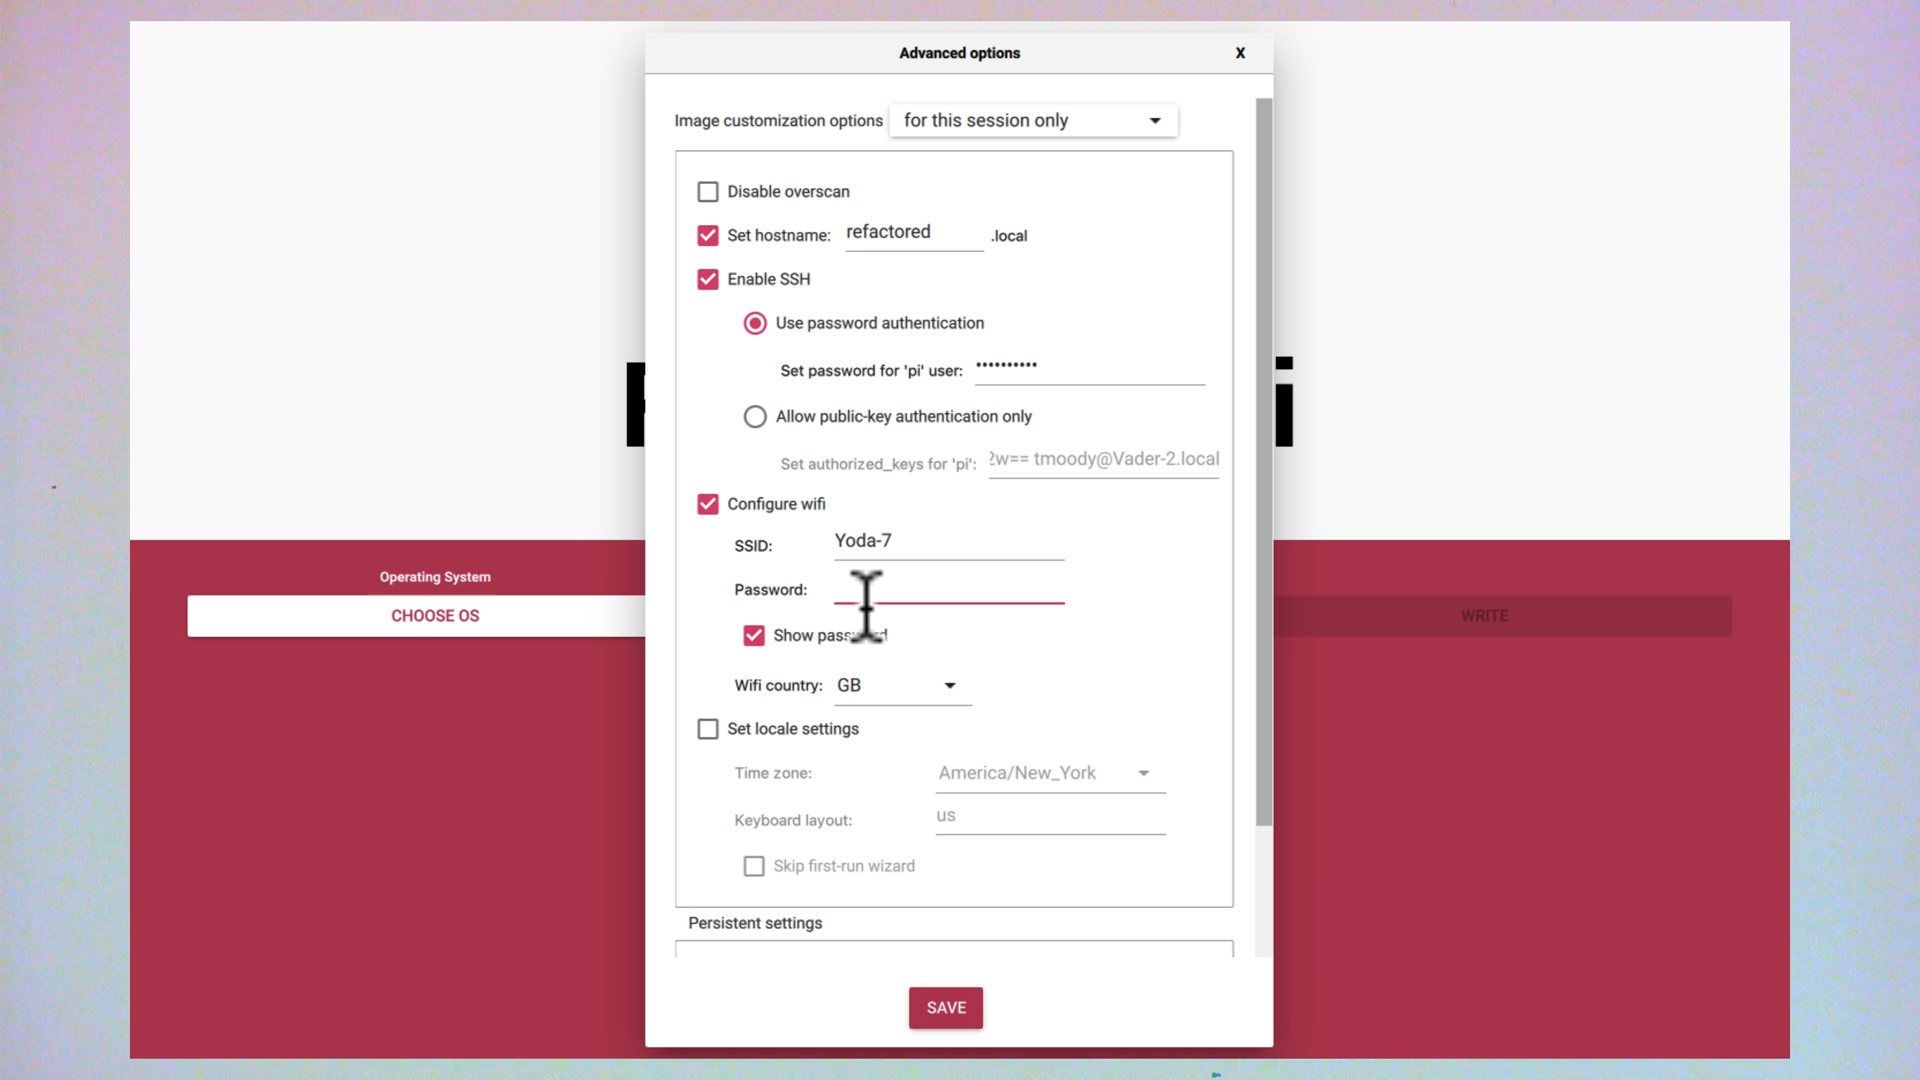 Advanced options X
Image customization options for this session only
Disable overscan
Set hostname: refactored .local
Enable SSH
Use password authentication
Set password for 'pi' user: ••••••••••
Allow public-key authentication only
Set authorized_keys for 'pi': 2w== tmoody@Vader-2.local
Configure wifi
SSID: Yoda-7
Password:
Show password
Wifi country: GB
Set locale settings
Time zone: America/New_York
Keyboard layout: us
Skip first-run wizard
Persistent settings
SAVE
Operating System
CHOOSE OS
WRITE